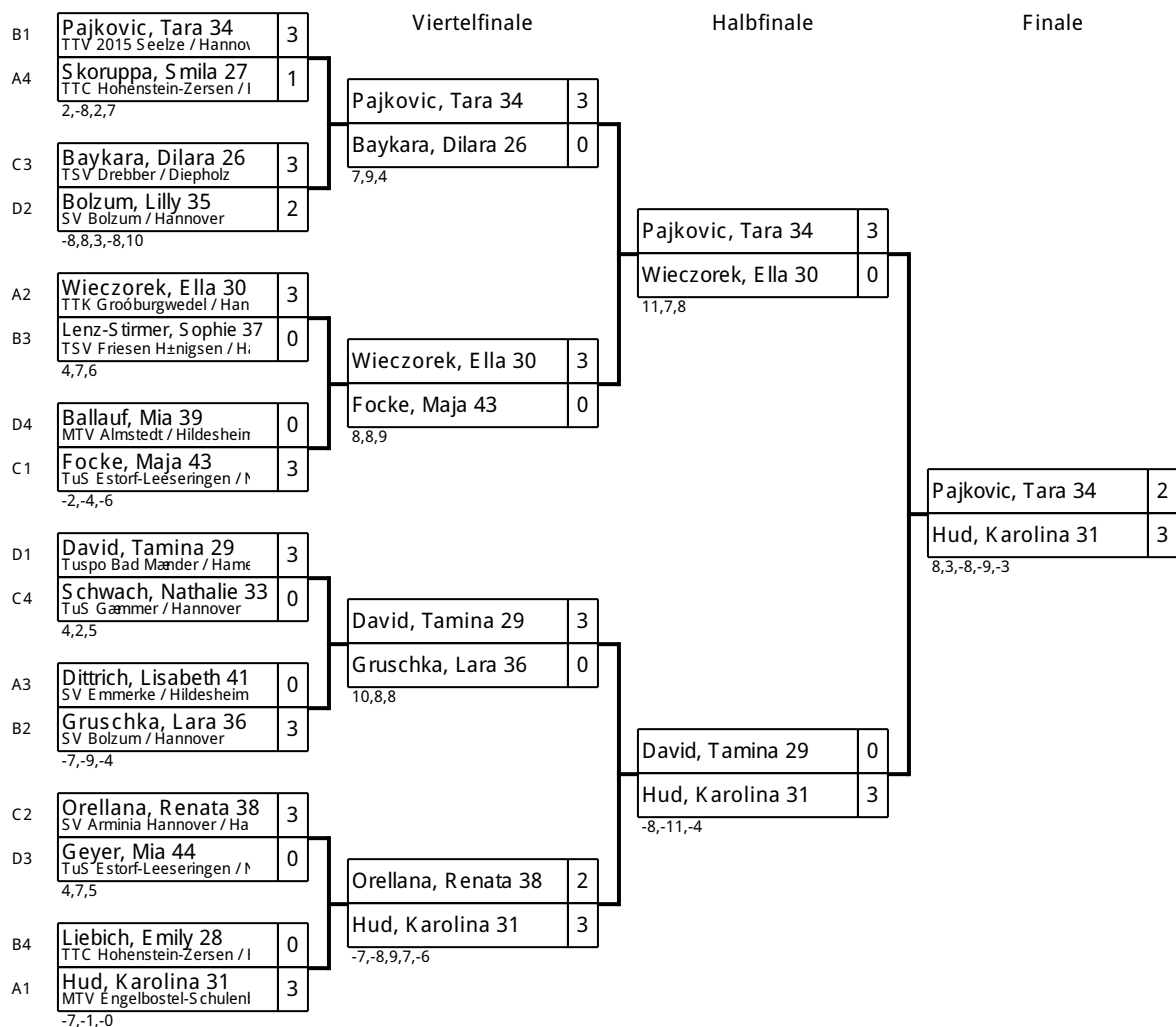 Viertelfinale
Halbfinale
Finale
B1
Pajkovic, Tara 34
3
TTV 2015 Seelze / Hannov
A4
Skoruppa, Smila 27
1
TTC Hohenstein-Zersen /
2,-8,2,7
C3
Baykara, Dilara 26
3
TSV Drebber / Diepholz
D2
Bolzum, Lilly 35
2
SV Bolzum / Hannover
-8,8,3,-8,10
A2
Wieczorek, Ella 30
3
TTK Groóburgwedel / Han
B3
Lenz-Stirmer, Sophie 37
0
TSV Friesen H±nigsen / Ha
4,7,6
D4
Ballauf, Mia 39
0
MTV Almstedt / Hildesheim
C1
Focke, Maja 43
3
TuS Estorf-Leeseringen / N
-2,-4,-6
D1
David, Tamina 29
3
Tuspo Bad Mænder / Hame
C4
Schwach, Nathalie 33
0
TuS Gæmmer / Hannover
4,2,5
A3
Dittrich, Lisabeth 41
0
SV Emmerke / Hildesheim
B2
Gruschka, Lara 36
3
SV Bolzum / Hannover
-7,-9,-4
C2
Orellana, Renata 38
3
SV Arminia Hannover / Ha
D3
Geyer, Mia 44
0
TuS Estorf-Leeseringen / N
4,7,5
B4
Liebich, Emily 28
0
TTC Hohenstein-Zersen /
A1
Hud, Karolina 31
3
MTV Engelbostel-Schulenb
-7,-1,-0
Pajkovic, Tara 34
3
Baykara, Dilara 26
0
7,9,4
Wieczorek, Ella 30
3
Focke, Maja 43
0
8,8,9
David, Tamina 29
3
Gruschka, Lara 36
0
10,8,8
Orellana, Renata 38
2
Hud, Karolina 31
3
-7,-8,9,7,-6
Pajkovic, Tara 34
3
Wieczorek, Ella 30
0
11,7,8
David, Tamina 29
0
Hud, Karolina 31
3
-8,-11,-4
Pajkovic, Tara 34
2
Hud, Karolina 31
3
8,3,-8,-9,-3